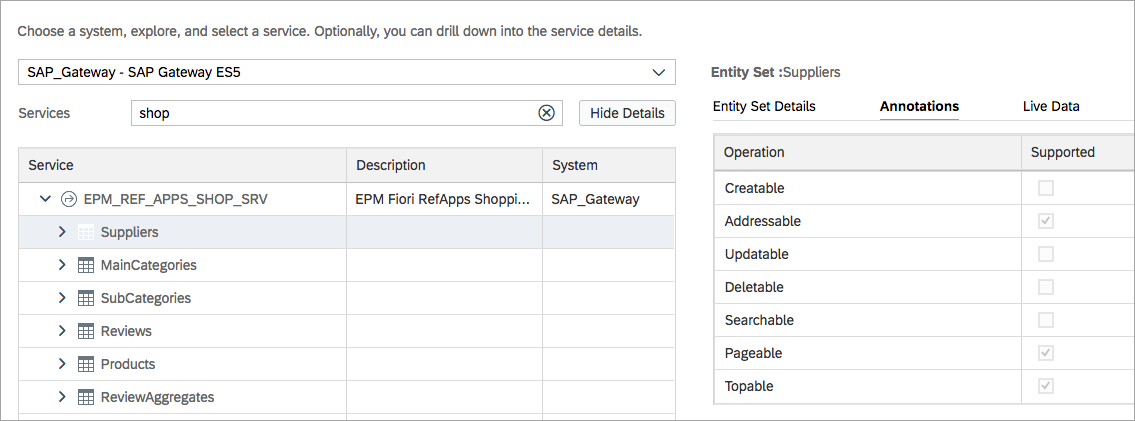 Choose a system, explore, and select a service. Optionally, you can drill down into the service details.
SAP_Gateway - SAP Gateway ES5
Services shop Hide Details
Service Description System
EPM_REF_APPS_SHOP_SRV EPM Fiori RefApps Shoppi... SAP_Gateway
Suppliers
MainCategories
SubCategories
Reviews
Products
ReviewAggregates
Entity Set :Suppliers
Entity Set Details Annotations Live Data
Operation Supported
Creatable
Addressable
Updatable
Deletable
Searchable
Pageable
Topable